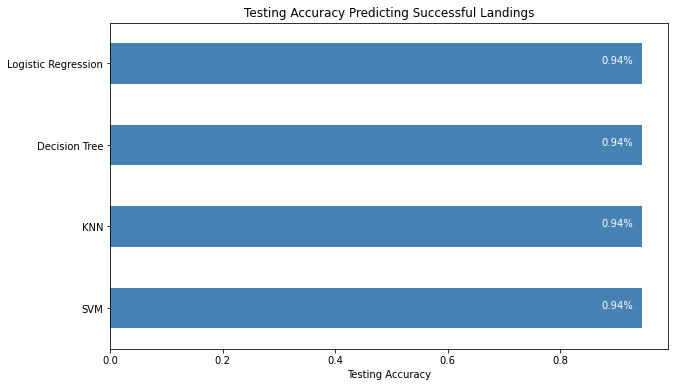 Testing Accuracy Predicting Successful Landings
Logistic Regression
0.94%
Decision Tree
0.94%
KNN
0.94%
SVM
0.94%
0.0 0.2 0.4 0.6 0.8
Testing Accuracy